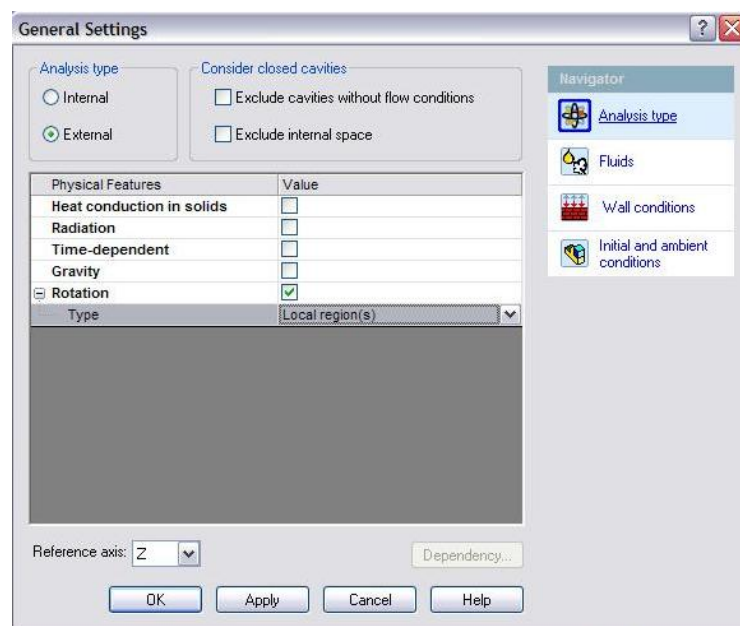 General Settings
Analysis type
Internal
External
Consider closed cavities
Exclude cavities without flow conditions
Exclude internal space
Physical Features Value
Heat conduction in solids
Radiation
Time-dependent
Gravity
Rotation
Type Local region(s)
Reference axis: Z
Dependency...
OK Apply Cancel Help
Navigator
Analysis type
Fluids
Wall conditions
Initial and ambient
conditions